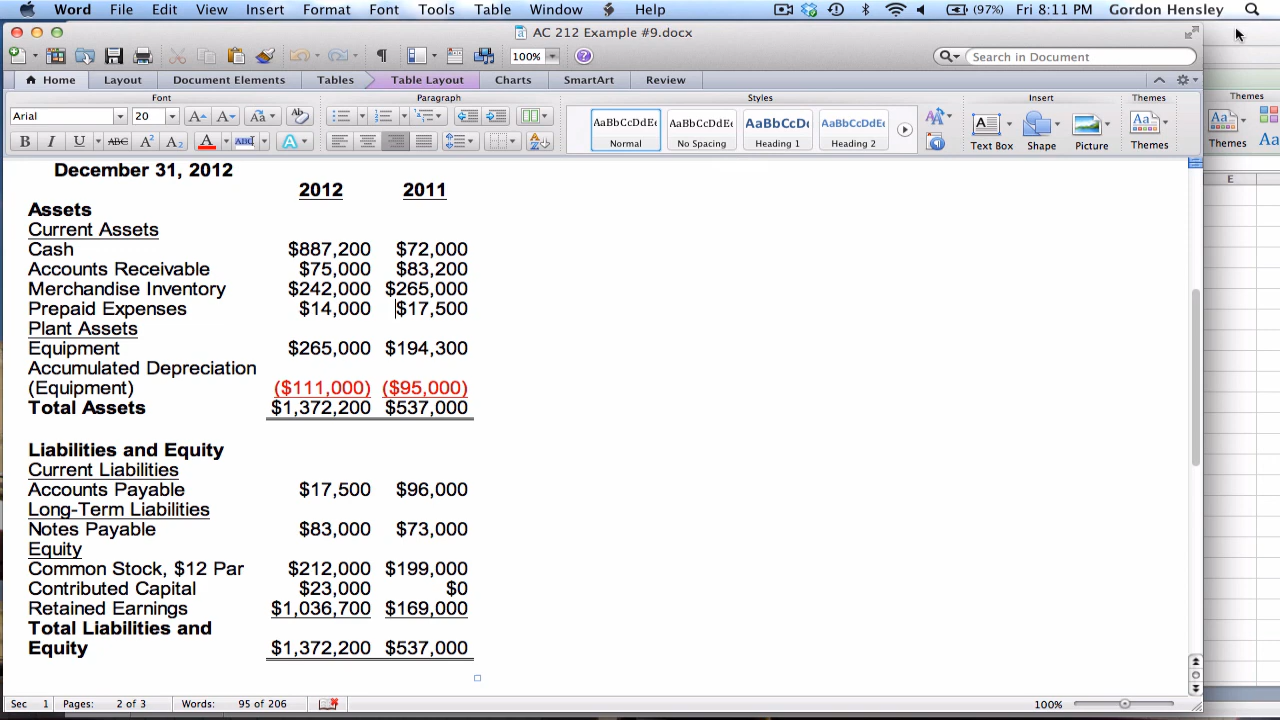 Word File Edit View Insert Format Font Tools Table Window Help (97%) Fri 8:11 PM Gordon Hensley
AC 212 Example #9.docx
100% Search in Document
Home Layout Document Elements Tables Table Layout Charts SmartArt Review
Font Paragraph Styles Insert Themes Themes
Arial 20 Aa
B I U ABC A² A₂ A ABC A
AaBbCcDdEe AaBbCcDdEe AaBbCcDc AaBbCcDdEe
Normal No Spacing Heading 1 Heading 2
Text Box Shape Picture Themes Themes
Aa
E
December 31, 2012
2012 2011
Assets
Current Assets
Cash $887,200 $72,000
Accounts Receivable $75,000 $83,200
Merchandise Inventory $242,000 $265,000
Prepaid Expenses $14,000 $17,500
Plant Assets
Equipment $265,000 $194,300
Accumulated Depreciation
(Equipment) ($111,000) ($95,000)
Total Assets $1,372,200 $537,000
Liabilities and Equity
Current Liabilities
Accounts Payable $17,500 $96,000
Long-Term Liabilities
Notes Payable $83,000 $73,000
Equity
Common Stock, $12 Par $212,000 $199,000
Contributed Capital $23,000 $0
Retained Earnings $1,036,700 $169,000
Total Liabilities and
Equity $1,372,200 $537,000
Sec 1 Pages: 2 of 3 Words: 95 of 206 100%